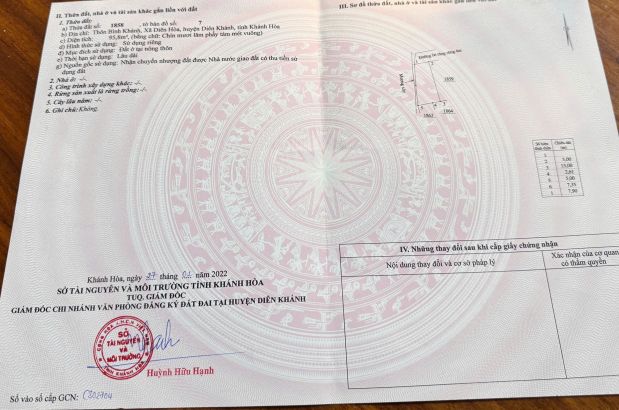 II. Thửa đất, nhà ở và tài sản khác gắn liền với đất
1. Thửa đất:
a) Thửa đất số: 1858 , tờ bản đồ số: 7
b) Địa chỉ: Thôn Bình Khánh, Xã Diên Hòa, huyện Diên Khánh, tỉnh Khánh Hòa
c) Diện tích: 95,8m², (bằng chữ: Chín mươi lăm phẩy tám mét vuông)
d) Hình thức sử dụng: Sử dụng riêng
đ) Mục đích sử dụng: Đất ở tại nông thôn
e) Thời hạn sử dụng: Lâu dài
g) Nguồn gốc sử dụng: Nhận chuyển nhượng đất được Nhà nước giao đất có thu tiền sử
dụng đất
2. Nhà ở: -/-
3. Công trình xây dựng khác: -/-
4. Rừng sản xuất là rừng trồng: -/-
5. Cây lâu năm: -/-
6. Ghi chú: Không.
Khánh Hòa, ngày 27 tháng 01 năm 2022
SỞ TÀI NGUYÊN VÀ MÔI TRƯỜNG TỈNH KHÁNH HÒA
TUQ. GIÁM ĐỐC
GIÁM ĐỐC CHI NHÁNH VĂN PHÒNG ĐĂNG KÝ ĐẤT ĐAI TẠI HUYỆN DIÊN KHÁNH
SỞ
TÀI NGUYÊN
VÀ
MÔI TRƯỜNG
TỈNH KHÁNH HÒA
Huỳnh Hữu Hạnh
Số vào sổ cấp GCN:
III. Sơ đồ thửa đất, nhà ở và tài sản khác gắn liền với đất
1859
1863
1864
Chiều dài
(m)
5,00
15,00
2,62
5,00
7,35
7,90
IV. Những thay đổi sau khi cấp giấy chứng nhận
Nội dung thay đổi và cơ sở pháp lý
Xác nhận của cơ quan
có thẩm quyền